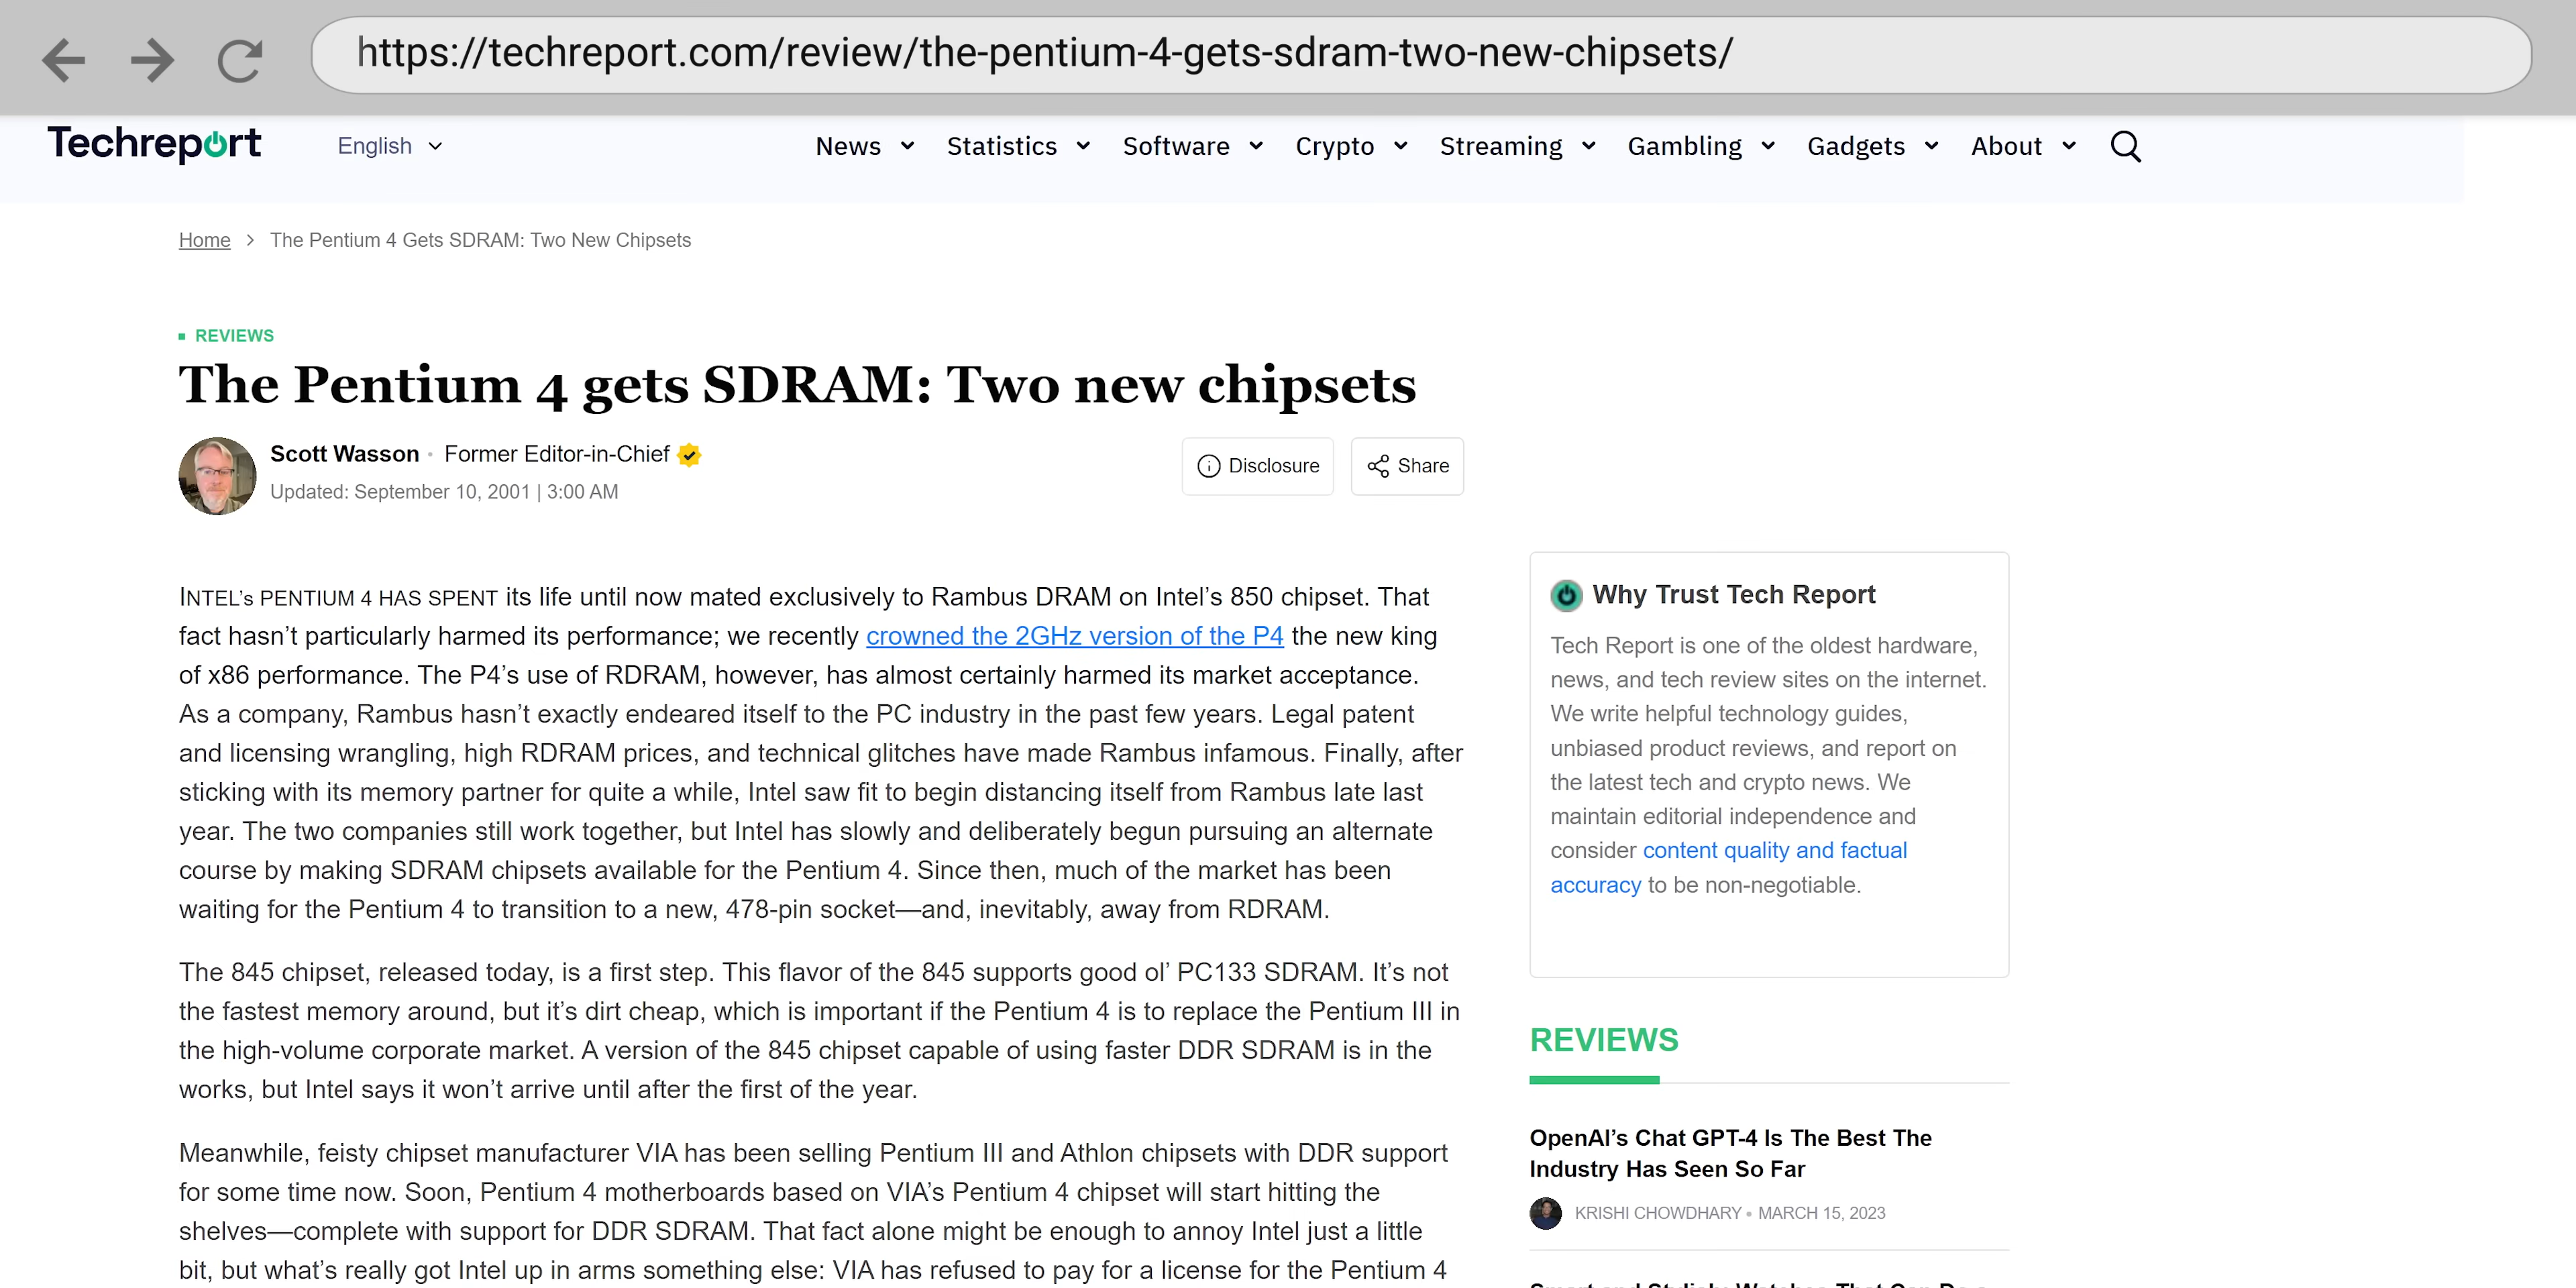 https://techreport.com/review/the-pentium-4-gets-sdram-two-new-chipsets/
Techreport
English
News Statistics Software Crypto Streaming Gambling Gadgets About
Home > The Pentium 4 Gets SDRAM: Two New Chipsets
REVIEWS
The Pentium 4 gets SDRAM: Two new chipsets
Scott Wasson • Former Editor-in-Chief
Updated: September 10, 2001 | 3:00 AM
Disclosure
Share
INTEL's PENTIUM 4 HAS SPENT its life until now mated exclusively to Rambus DRAM on Intel's 850 chipset. That
fact hasn't particularly harmed its performance; we recently crowned the 2GHz version of the P4 the new king
of x86 performance. The P4's use of RDRAM, however, has almost certainly harmed its market acceptance.
As a company, Rambus hasn't exactly endeared itself to the PC industry in the past few years. Legal patent
and licensing wrangling, high RDRAM prices, and technical glitches have made Rambus infamous. Finally, after
sticking with its memory partner for quite a while, Intel saw fit to begin distancing itself from Rambus late last
year. The two companies still work together, but Intel has slowly and deliberately begun pursuing an alternate
course by making SDRAM chipsets available for the Pentium 4. Since then, much of the market has been
waiting for the Pentium 4 to transition to a new, 478-pin socket—and, inevitably, away from RDRAM.
The 845 chipset, released today, is a first step. This flavor of the 845 supports good ol' PC133 SDRAM. It's not
the fastest memory around, but it's dirt cheap, which is important if the Pentium 4 is to replace the Pentium III in
the high-volume corporate market. A version of the 845 chipset capable of using faster DDR SDRAM is in the
works, but Intel says it won't arrive until after the first of the year.
Meanwhile, feisty chipset manufacturer VIA has been selling Pentium III and Athlon chipsets with DDR support
for some time now. Soon, Pentium 4 motherboards based on VIA's Pentium 4 chipset will start hitting the
shelves—complete with support for DDR SDRAM. That fact alone might be enough to annoy Intel just a little
bit, but what's really got Intel up in arms something else: VIA has refused to pay for a license for the Pentium 4
Why Trust Tech Report
Tech Report is one of the oldest hardware,
news, and tech review sites on the internet.
We write helpful technology guides,
unbiased product reviews, and report on
the latest tech and crypto news. We
maintain editorial independence and
consider content quality and factual
accuracy to be non-negotiable.
REVIEWS
OpenAI's Chat GPT-4 Is The Best The
Industry Has Seen So Far
KRISHI CHOWDHARY • MARCH 15, 2023